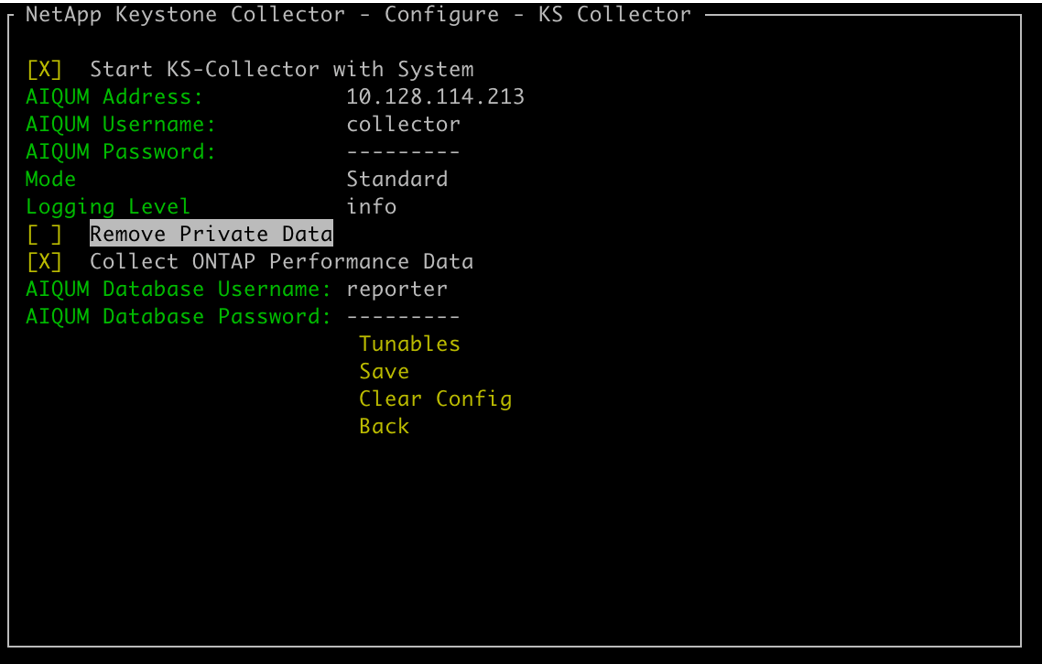 NetApp Keystone Collector - Configure - KS Collector
[X] Start KS-Collector with System
AIQUM Address: 10.128.114.213
AIQUM Username: collector
AIQUM Password: ---------
Mode Standard
Logging Level info
[ ] Remove Private Data
[X] Collect ONTAP Performance Data
AIQUM Database Username: reporter
AIQUM Database Password: ---------
Tunables
Save
Clear Config
Back